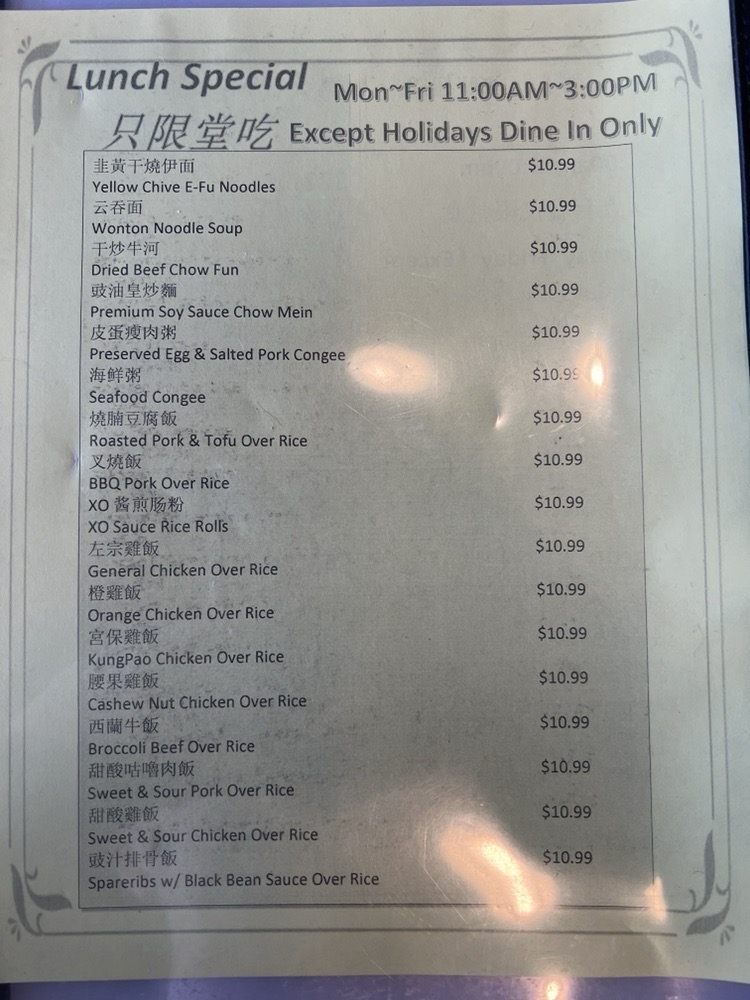 Lunch Special Mon~Fri 11:00AM~3:00PM
只限堂吃 Except Holidays Dine In Only
韭黃干燒伊面 $10.99
Yellow Chive E-Fu Noodles
云吞面 $10.99
Wonton Noodle Soup
干炒牛河 $10.99
Dried Beef Chow Fun
豉油皇炒麵 $10.99
Premium Soy Sauce Chow Mein
皮蛋瘦肉粥 $10.99
Preserved Egg & Salted Pork Congee
海鲜粥 $10.99
Seafood Congee
燒腩豆腐飯 $10.99
Roasted Pork & Tofu Over Rice
叉燒飯 $10.99
BBQ Pork Over Rice
XO 酱煎肠粉 $10.99
XO Sauce Rice Rolls
左宗雞飯 $10.99
General Chicken Over Rice
橙雞飯 $10.99
Orange Chicken Over Rice
宮保雞飯 $10.99
KungPao Chicken Over Rice
腰果雞飯 $10.99
Cashew Nut Chicken Over Rice
西蘭牛飯 $10.99
Broccoli Beef Over Rice
甜酸咕嚕肉飯 $10.99
Sweet & Sour Pork Over Rice
甜酸雞飯 $10.99
Sweet & Sour Chicken Over Rice
豉汁排骨飯 $10.99
Spareribs w/ Black Bean Sauce Over Rice